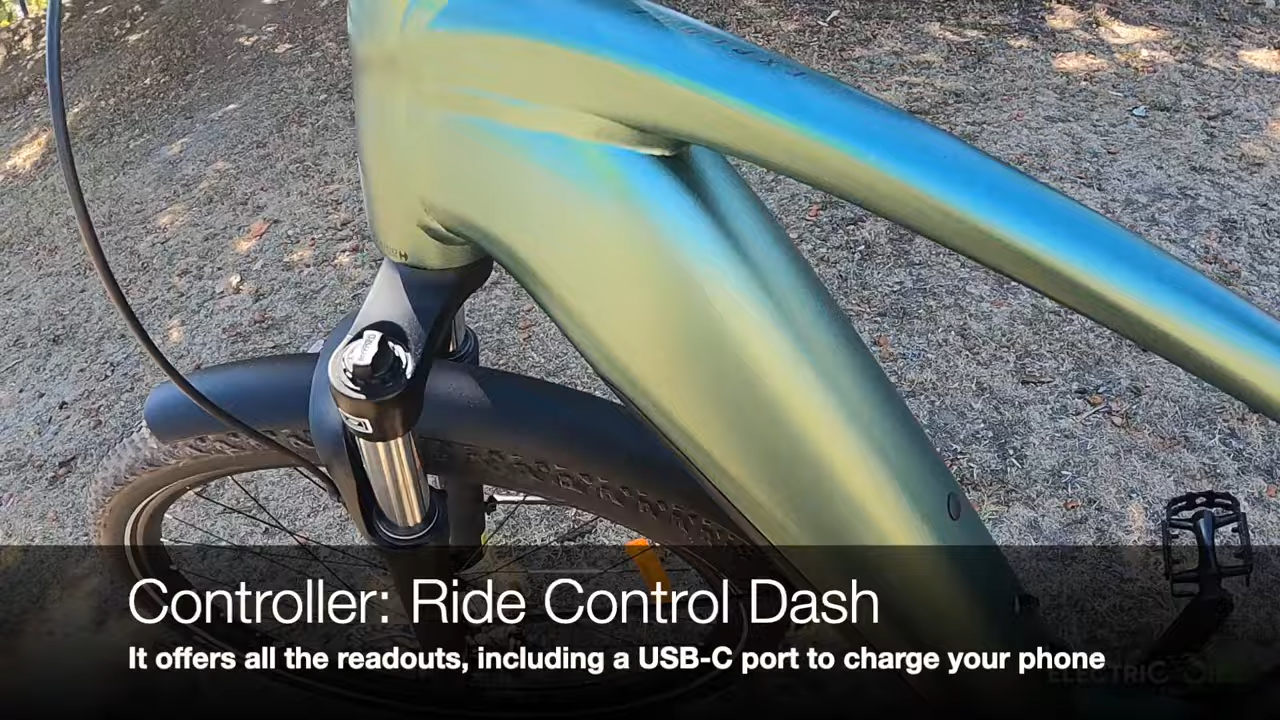 Controller: Ride Control Dash
It offers all the readouts, including a USB-C port to charge your phone